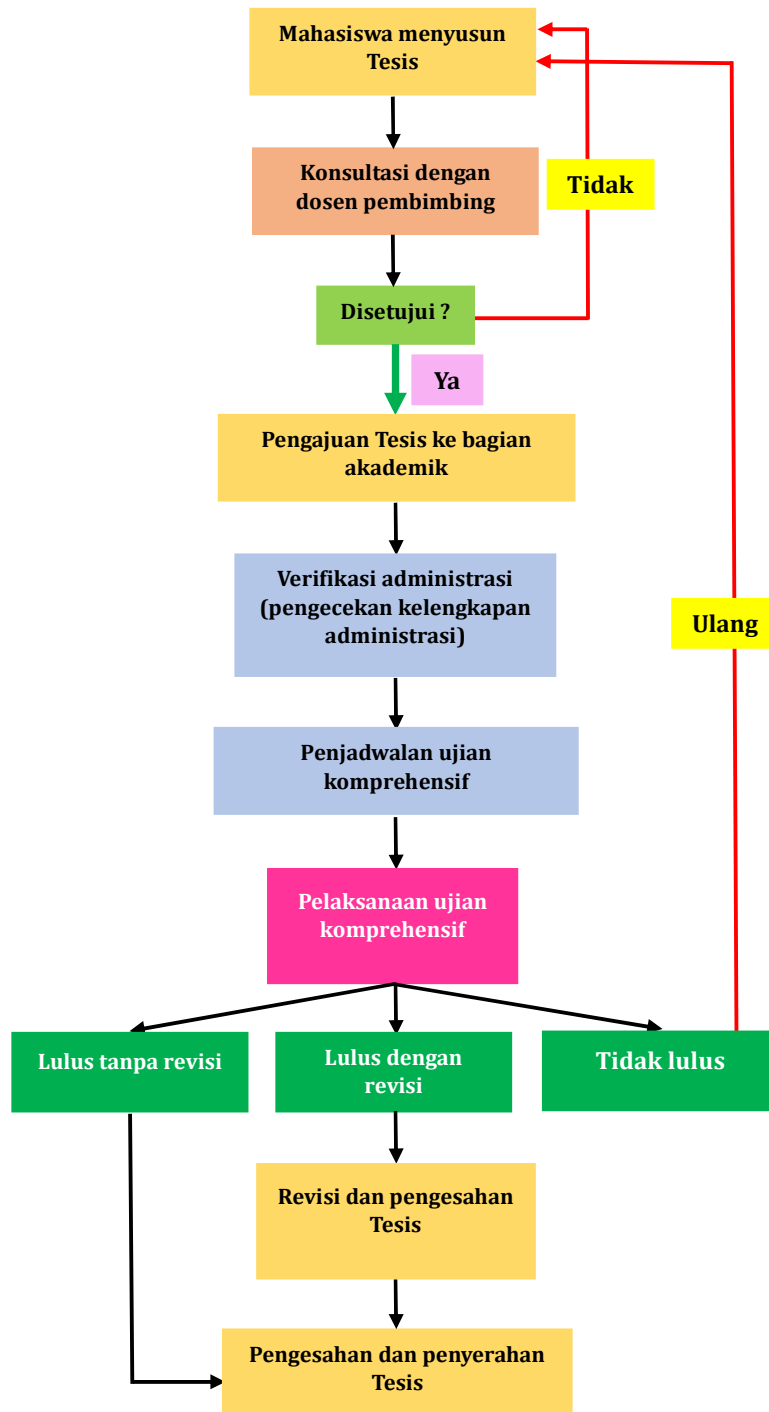 Mahasiswa menyusun
Tesis
Konsultasi dengan
dosen pembimbing
Tidak
Disetujui ?
Ya
Pengajuan Tesis ke bagian
akademik
Verifikasi administrasi
(pengecekan kelengkapan
administrasi)
Ulang
Penjadwalan ujian
komprehensif
Pelaksanaan ujian
komprehensif
Lulus tanpa revisi
Lulus dengan
revisi
Tidak lulus
Revisi dan pengesahan
Tesis
Pengesahan dan penyerahan
Tesis